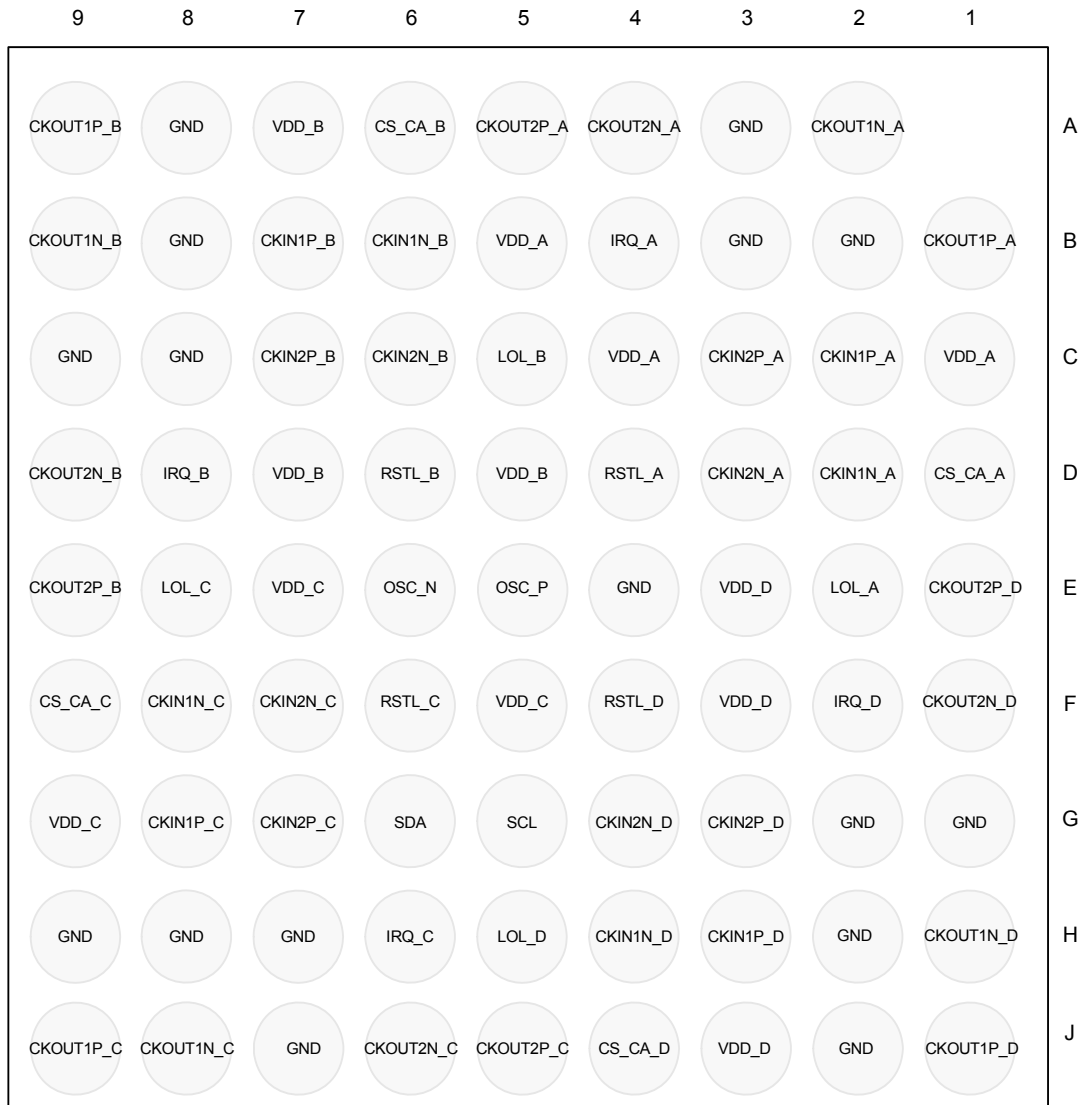 9 8 7 6 5 4 3 2 1
CKOUT1P_B GND VDD_B CS_CA_B CKOUT2P_A CKOUT2N_A GND CKOUT1N_A A
CKOUT1N_B GND CKIN1P_B CKIN1N_B VDD_A IRQ_A GND GND CKOUT1P_A B
GND GND CKIN2P_B CKIN2N_B LOL_B VDD_A CKIN2P_A CKIN1P_A VDD_A C
CKOUT2N_B IRQ_B VDD_B RSTL_B VDD_B RSTL_A CKIN2N_A CKIN1N_A CS_CA_A D
CKOUT2P_B LOL_C VDD_C OSC_N OSC_P GND VDD_D LOL_A CKOUT2P_D E
CS_CA_C CKIN1N_C CKIN2N_C RSTL_C VDD_C RSTL_D VDD_D IRQ_D CKOUT2N_D F
VDD_C CKIN1P_C CKIN2P_C SDA SCL CKIN2N_D CKIN2P_D GND GND G
GND GND GND IRQ_C LOL_D CKIN1N_D CKIN1P_D GND CKOUT1N_D H
CKOUT1P_C CKOUT1N_C GND CKOUT2N_C CKOUT2P_C CS_CA_D VDD_D GND CKOUT1P_D J